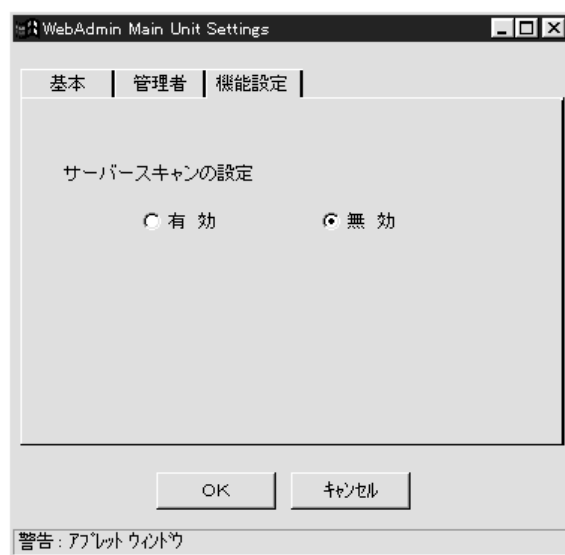 WebAdmin Main Unit Settings
基本 管理者 機能設定
サーバースキャンの設定
有 効 無 効
OK キャンセル
警告 : アプレット ウィンドウ